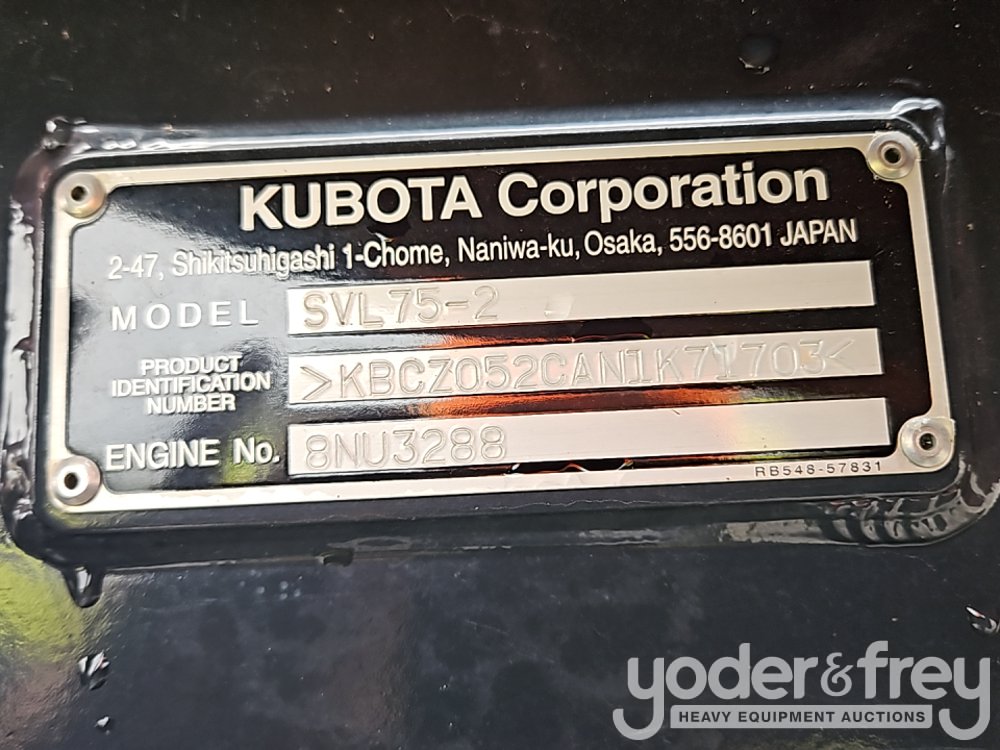 KUBOTA Corporation
2-47, Shikitsuhigashi 1-Chome, Naniwa-ku, Osaka, 556-8601 JAPAN
MODEL SVL75-2
PRODUCT
IDENTIFICATION
NUMBER
>KBCZ052CAN1K71703<
ENGINE No. 8NU3288
RB548-57831
yoder&frey
HEAVY EQUIPMENT AUCTIONS